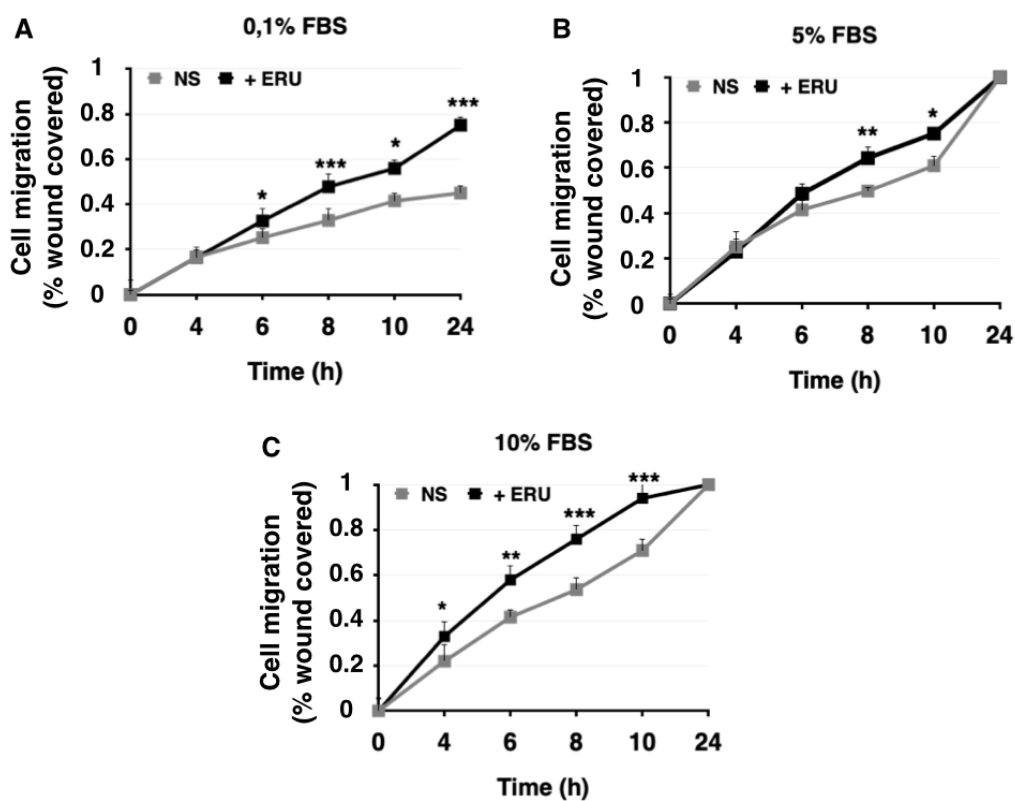 A
0,1% FBS
Cell migration
(% wound covered)
1
0.8
0.6
0.4
0.2
0
NS + ERU
*
***
*
***
0 4 6 8 10 24
Time (h)
B
5% FBS
Cell migration
(% wound covered)
1
0.8
0.6
0.4
0.2
0
NS + ERU
**
*
0 4 6 8 10 24
Time (h)
C
10% FBS
Cell migration
(% wound covered)
1
0.8
0.6
0.4
0.2
0
NS + ERU
*
**
***
***
0 4 6 8 10 24
Time (h)